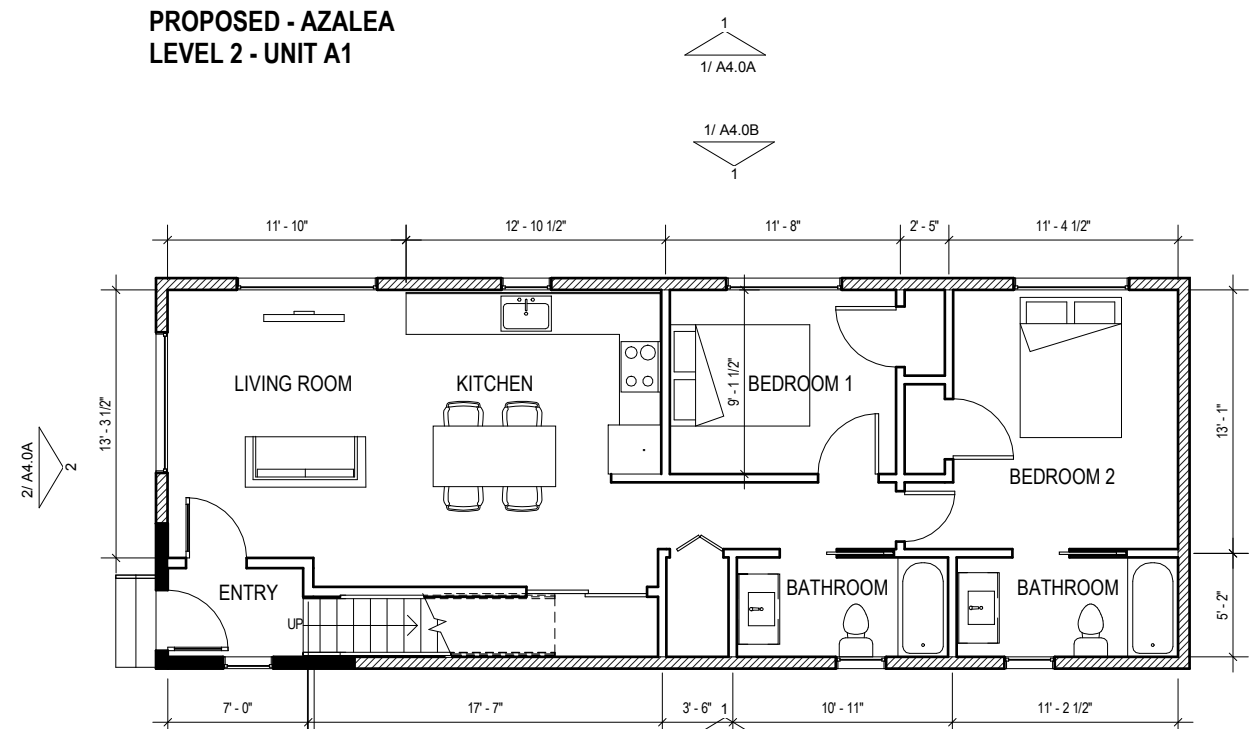 PROPOSED - AZALEA
LEVEL 2 - UNIT A1
1
1/ A4.0A
1/ A4.0B
1
11' - 10"
12' - 10 1/2"
11' - 8"
2' - 5"
11' - 4 1/2"
LIVING ROOM
KITCHEN
BEDROOM 1
9' - 1 1/2"
13' - 3 1/2"
13' - 1"
2/ A4.0A
2
BEDROOM 2
ENTRY
BATHROOM
BATHROOM
UP
5' - 2"
7' - 0"
17' - 7"
3' - 6"
1
10' - 11"
11' - 2 1/2"